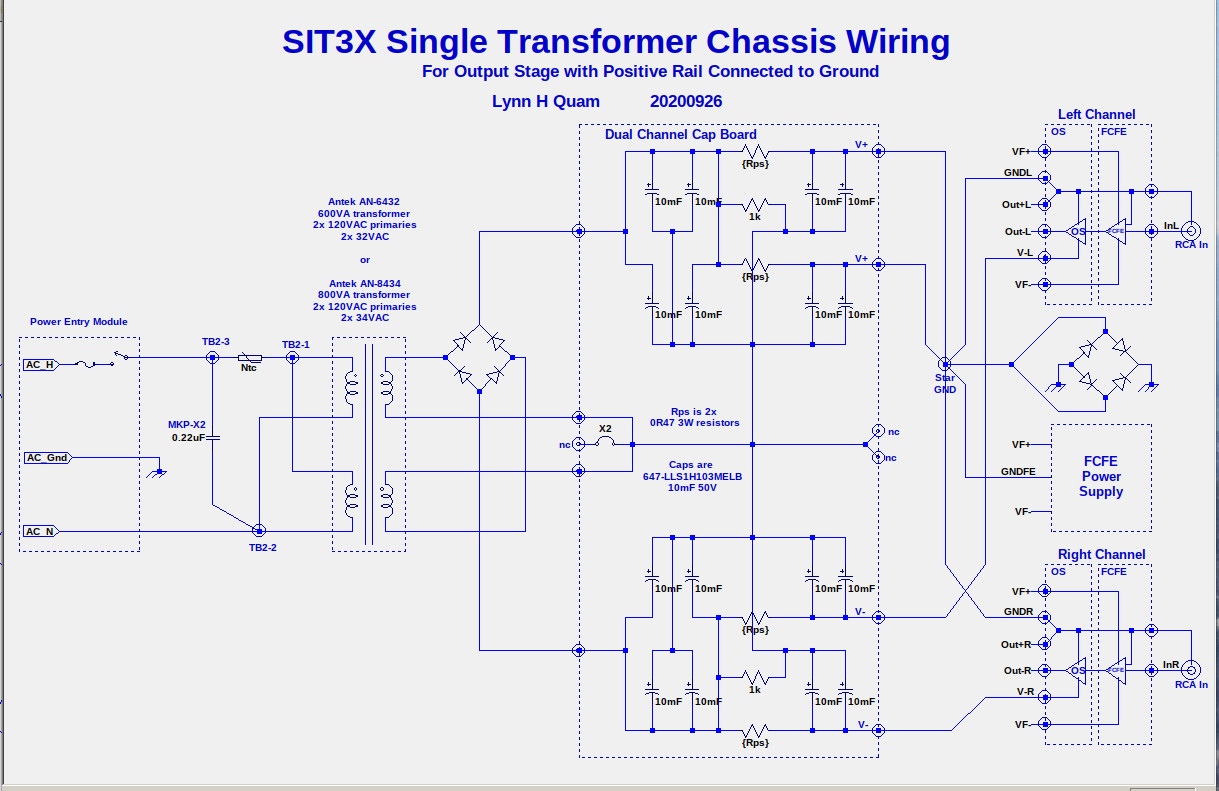 SIT3X Single Transformer Chassis Wiring
For Output Stage with Positive Rail Connected to Ground
Lynn H Quam 20200926
Left Channel
OS FCFE
Dual Channel Cap Board
V+
VF+
{Rps}
GNDL
10mF 10mF 10mF 10mF
Out+L
1k
Out-L
OS
FCFE
InL
RCA In
V-L
V+
{Rps}
VF-
10mF 10mF 10mF 10mF
Antek AN-6432
600VA transformer
2x 120VAC primaries
2x 32VAC
or
Antek AN-8434
800VA transformer
2x 120VAC primaries
2x 34VAC
Power Entry Module
TB2-3
TB2-1
AC_H
Ntc
Star
GND
MKP-X2
0.22uF
AC_Gnd
AC_N
TB2-2
nc
X2
Rps is 2x
0R47 3W resistors
nc
nc
Caps are
647-LLS1H103MELB
10mF 50V
VF+
GNDFE
VF-
FCFE
Power
Supply
Right Channel
OS FCFE
10mF 10mF 10mF 10mF
VF+
V-
GNDR
{Rps}
Out+R
Out-R
OS
FCFE
InR
RCA In
1k
V-R
10mF 10mF 10mF 10mF
V-
VF-
{Rps}